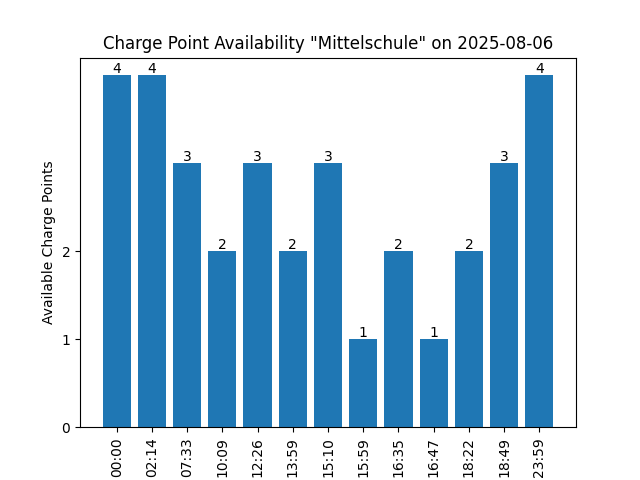 Charge Point Availability "Mittelschule" on 2025-08-06
4 4 3 2 3 2 3 1 2 1 2 3 4
Available Charge Points
2
1
0
00:00 02:14 07:33 10:09 12:26 13:59 15:10 15:59 16:35 16:47 18:22 18:49 23:59